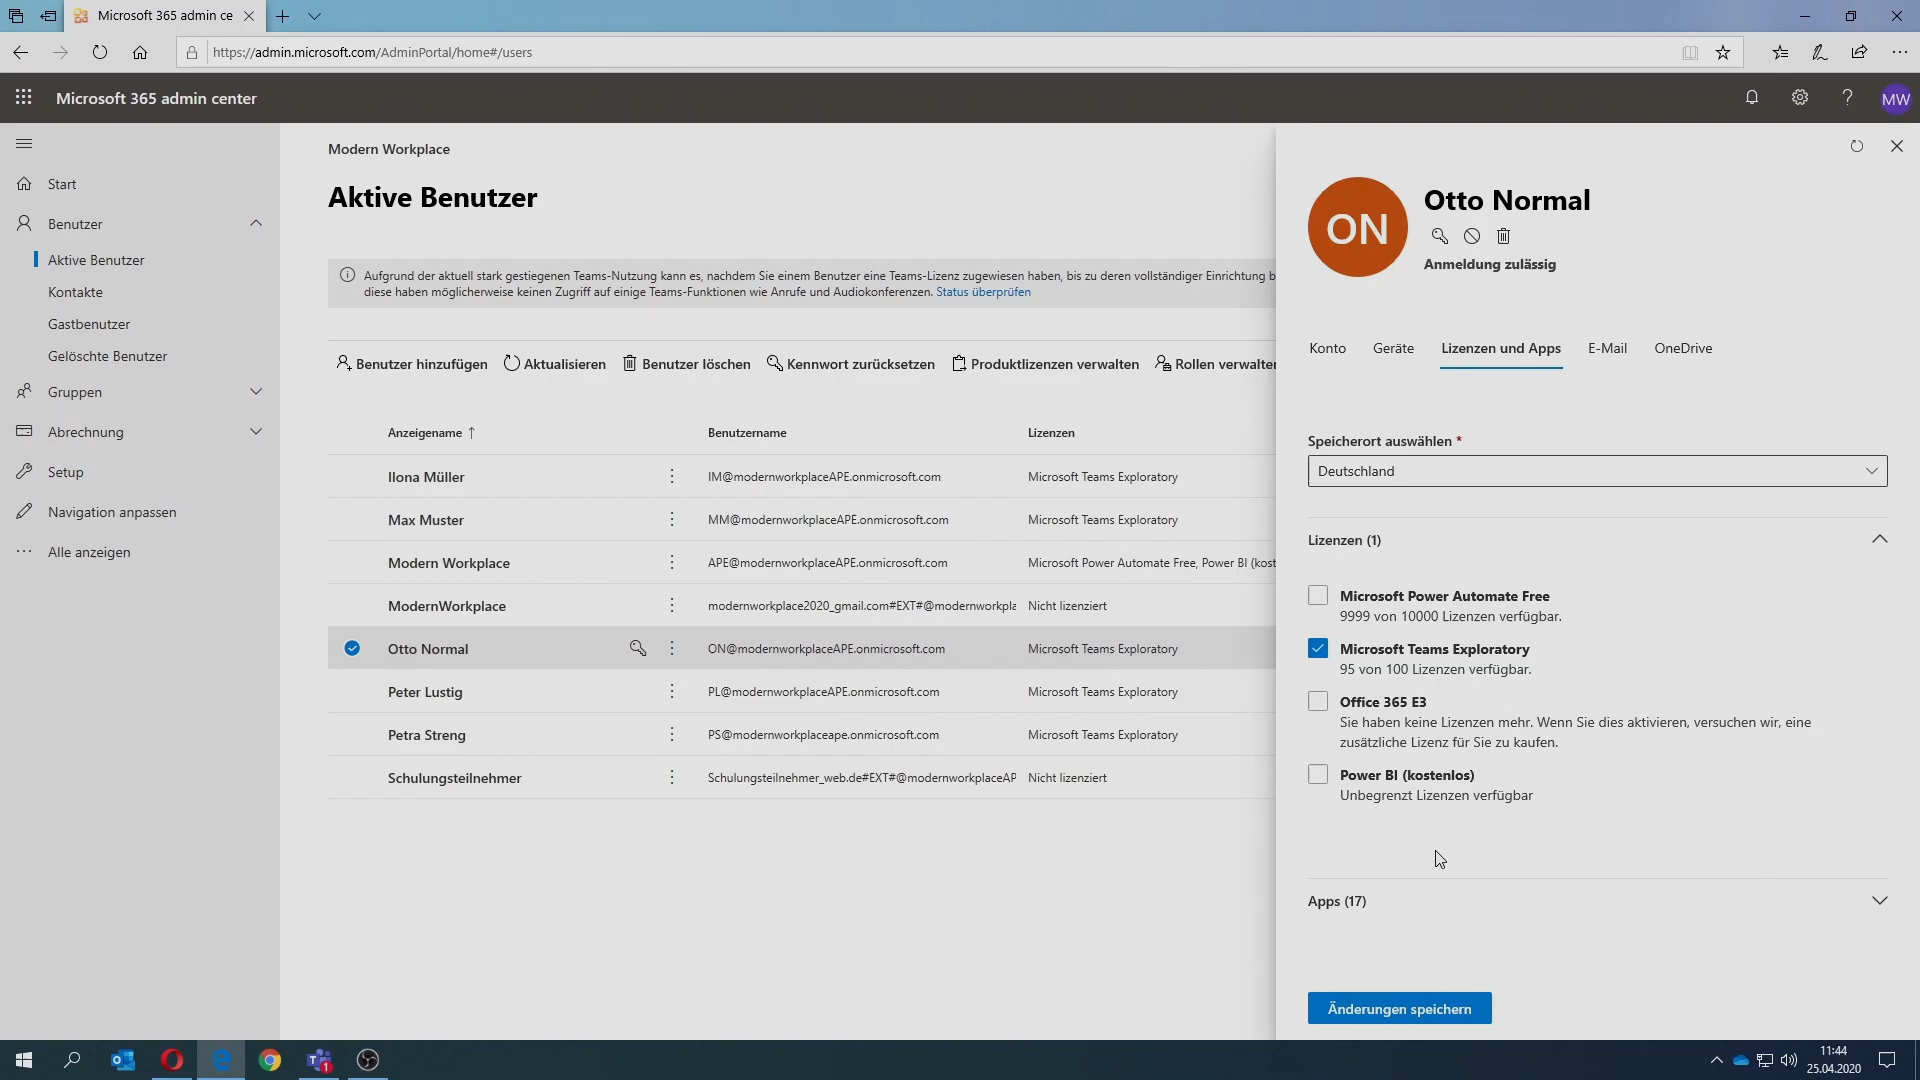 Microsoft 365 admin ce
https://admin.microsoft.com/AdminPortal/home#/users
Microsoft 365 admin center
MW
Start
Benutzer
Aktive Benutzer
Kontakte
Gastbenutzer
Gelöschte Benutzer
Gruppen
Abrechnung
Setup
Navigation anpassen
Alle anzeigen
Modern Workplace
Aktive Benutzer
Aufgrund der aktuell stark gestiegenen Teams-Nutzung kann es, nachdem Sie einem Benutzer eine Teams-Lizenz zugewiesen haben, bis zu deren vollständiger Einrichtung b
diese haben möglicherweise keinen Zugriff auf einige Teams-Funktionen wie Anrufe und Audiokonferenzen. Status überprüfen
Benutzer hinzufügen Aktualisieren Benutzer löschen Kennwort zurücksetzen Produktlizenzen verwalten Rollen verwalten
Anzeigename ↑ Benutzername Lizenzen
Ilona Müller IM@modernworkplaceAPE.onmicrosoft.com Microsoft Teams Exploratory
Max Muster MM@modernworkplaceAPE.onmicrosoft.com Microsoft Teams Exploratory
Modern Workplace APE@modernworkplaceAPE.onmicrosoft.com Microsoft Power Automate Free, Power BI (kost
ModernWorkplace modernworkplace2020_gmail.com#EXT#@modernworkpla Nicht lizenziert
Otto Normal ON@modernworkplaceAPE.onmicrosoft.com Microsoft Teams Exploratory
Peter Lustig PL@modernworkplaceAPE.onmicrosoft.com Microsoft Teams Exploratory
Petra Streng PS@modernworkplaceape.onmicrosoft.com Microsoft Teams Exploratory
Schulungsteilnehmer Schulungsteilnehmer_web.de#EXT#@modernworkplaceAP Nicht lizenziert
ON
Otto Normal
Anmeldung zulässig
Konto Geräte Lizenzen und Apps E-Mail OneDrive
Speicherort auswählen *
Deutschland
Lizenzen (1)
Microsoft Power Automate Free
9999 von 10000 Lizenzen verfügbar.
Microsoft Teams Exploratory
95 von 100 Lizenzen verfügbar.
Office 365 E3
Sie haben keine Lizenzen mehr. Wenn Sie dies aktivieren, versuchen wir, eine
zusätzliche Lizenz für Sie zu kaufen.
Power BI (kostenlos)
Unbegrenzt Lizenzen verfügbar
Apps (17)
Änderungen speichern
11:44
25.04.2020